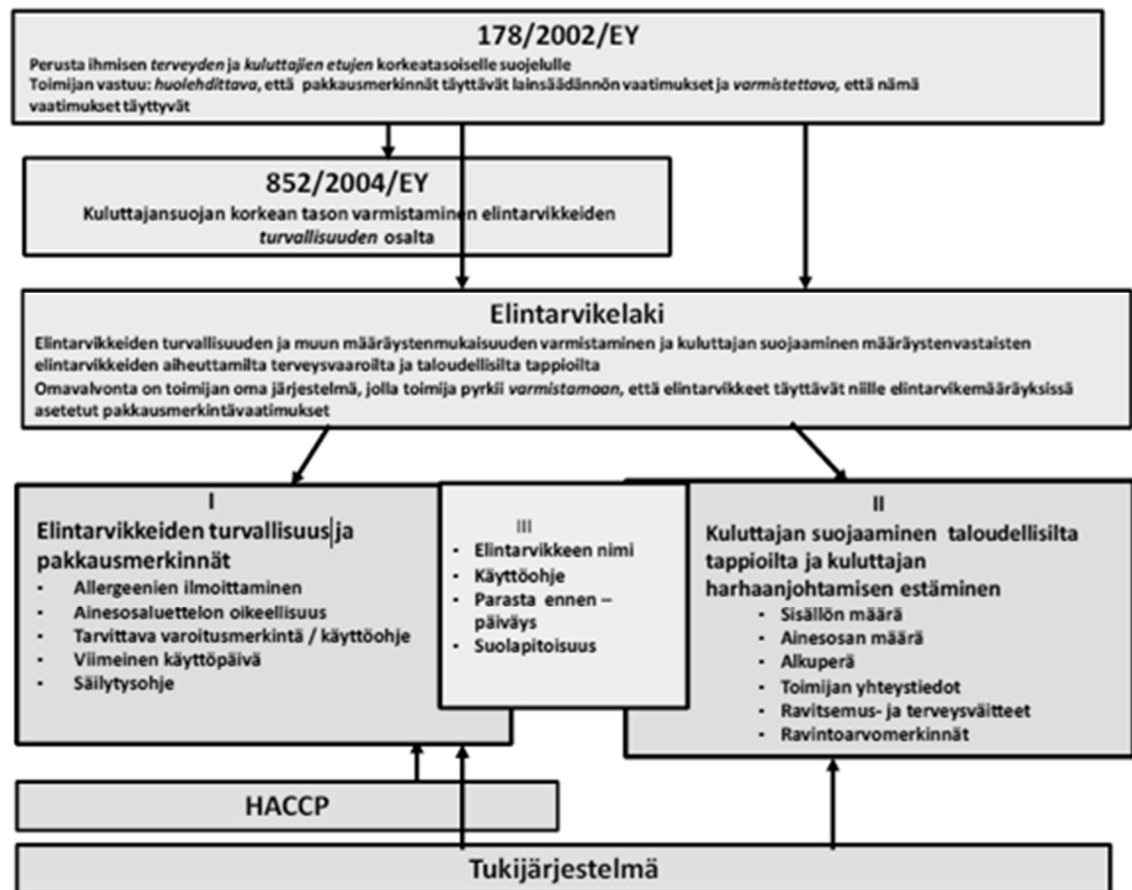 178/2002/EY
Perusta ihmisen terveyden ja kuluttajien etujen korkeatasoiselle suojelulle
Toimijan vastuu: huolehdittava, että pakkausmerkinnät täyttävät lainsäädännön vaatimukset ja varmistettava, että nämä
vaatimukset täyttyvät
852/2004/EY
Kuluttajansuojan korkean tason varmistaminen elintarvikkeiden
turvallisuuden osalta
Elintarvikelaki
Elintarvikkeiden turvallisuuden ja muun määräystenmukaisuuden varmistaminen ja kuluttajan suojaaminen määräystenvastaisten
elintarvikkeiden aiheuttamilta terveysvaaroilta ja taloudellisilta tappioilta
Omavalvonta on toimijan oma järjestelmä, jolla toimija pyrkii varmistamaan, että elintarvikkeet täyttävät niille elintarvikemääräyksissä
asetetut pakkausmerkintävaatimukset
I
Elintarvikkeiden turvallisuus ja
pakkausmerkinnät
▪ Allergeenien ilmoittaminen
▪ Ainesosaluettelon oikeellisuus
▪ Tarvittava varoitusmerkintä / käyttöohje
▪ Viimeinen käyttöpäivä
▪ Säilytysohje
III
▪ Elintarvikkeen nimi
▪ Käyttöohje
▪ Parasta ennen –
päiväys
▪ Suolapitoisuus
II
Kuluttajan suojaaminen taloudellisilta
tappioilta ja kuluttajan
harhaanjohtamisen estäminen
▪ Sisällön määrä
▪ Ainesosan määrä
▪ Alkuperä
▪ Toimijan yhteystiedot
▪ Ravitsemus- ja terveysväitteet
▪ Ravintoarvomerkinnät
HACCP
Tukijärjestelmä